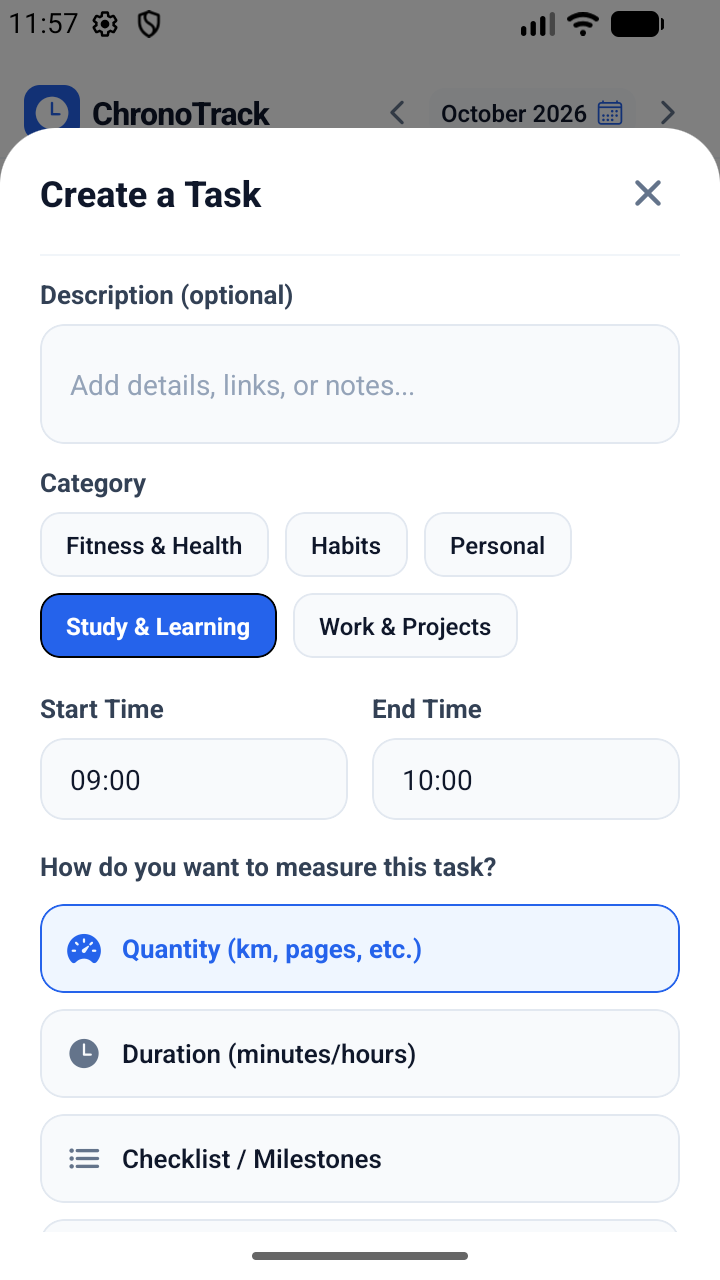 11:57
ChronoTrack
October 2026
Create a Task
Description (optional)
Add details, links, or notes...
Category
Fitness & Health
Habits
Personal
Study & Learning
Work & Projects
Start Time
End Time
09:00
10:00
How do you want to measure this task?
Quantity (km, pages, etc.)
Duration (minutes/hours)
Checklist / Milestones